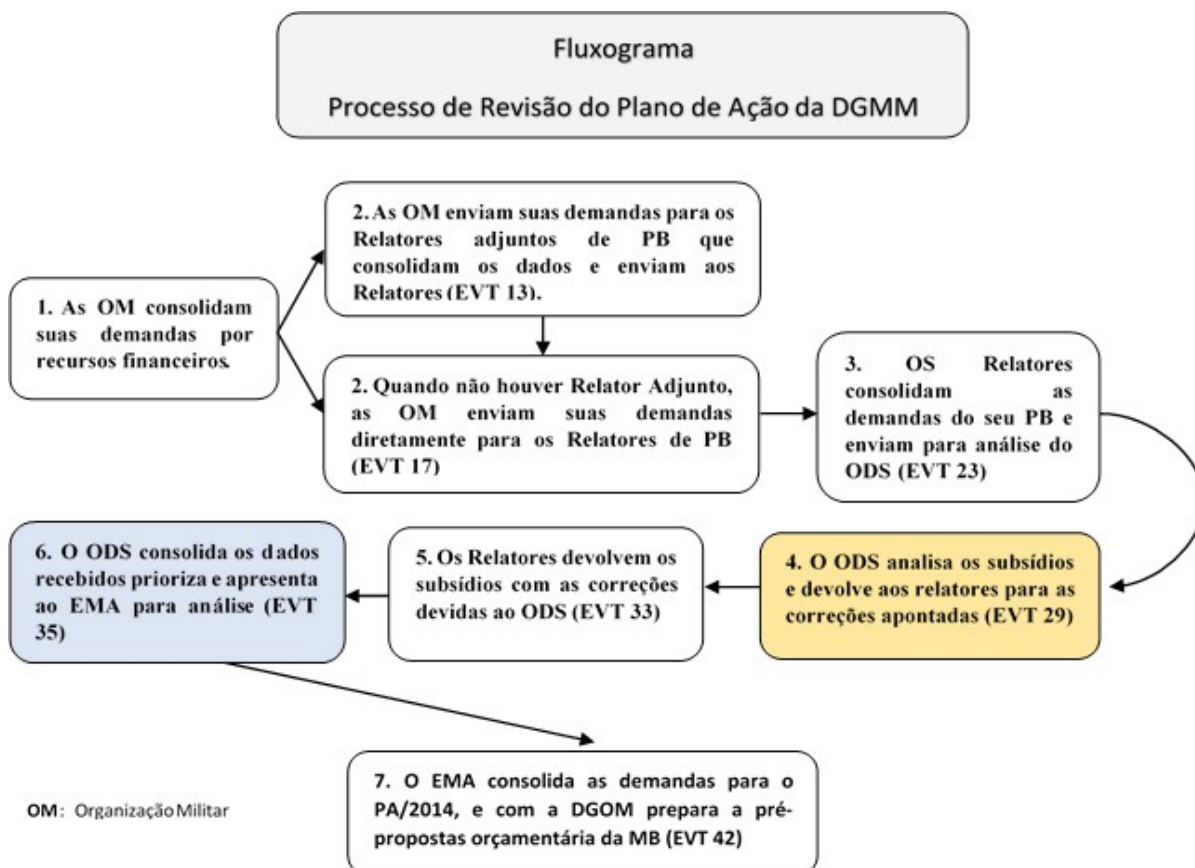 Fluxograma
Processo de Revisão do Plano de Ação da DGMM
2. As OM enviam suas demandas para os
Relatores adjuntos de PB que
consolidam os dados e enviam aos
Relatores (EVT 13).
1. As OM consolidam
suas demandas por
recursos financeiros.
2. Quando não houver Relator Adjunto,
as OM enviam suas demandas
diretamente para os Relatores de PB
(EVT 17)
3. OS Relatores
consolidam as
demandas do seu PB e
enviam para análise do
ODS (EVT 23)
4. O ODS analisa os subsídios
e devolve aos relatores para as
correções apontadas (EVT 29)
5. Os Relatores devolvem os
subsídios com as correções
devidas ao ODS (EVT 33)
6. O ODS consolida os dados
recebidos prioriza e apresenta
ao EMA para análise (EVT
35)
7. O EMA consolida as demandas para o
PA/2014, e com a DGOM prepara a pré-
propostas orçamentária da MB (EVT 42)
OM: Organização Militar